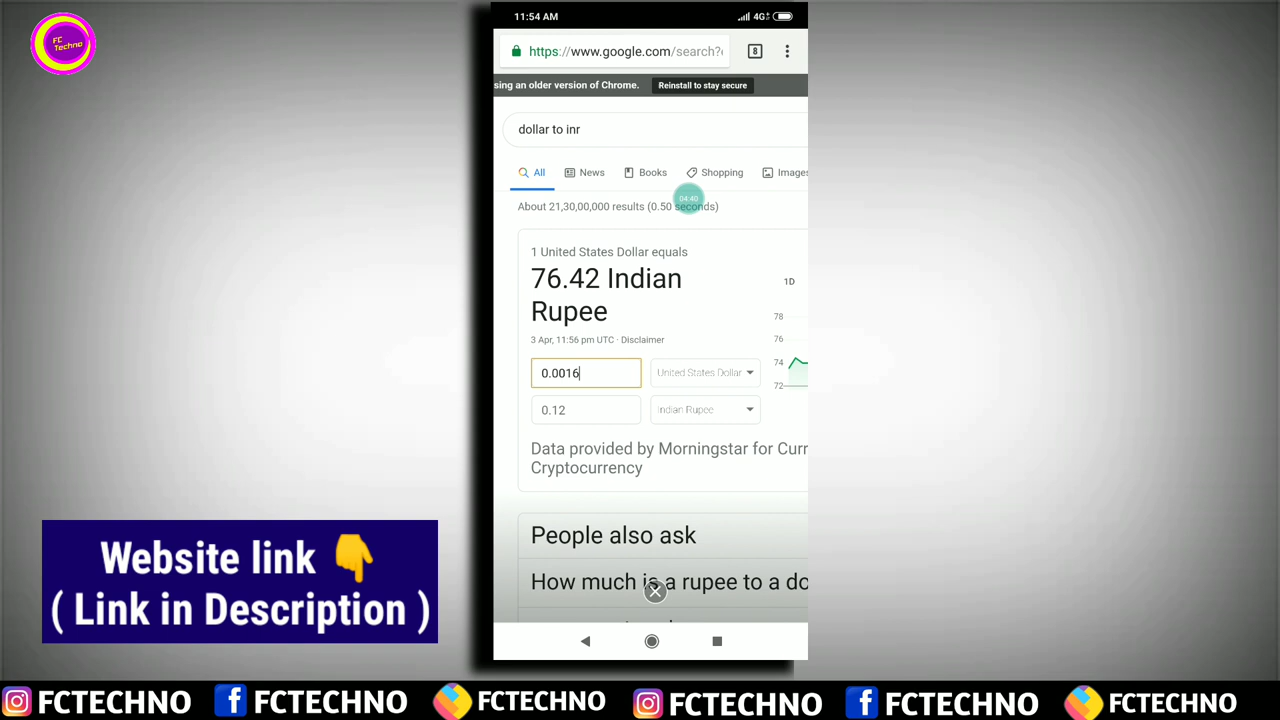 FC
Techno
11:54 AM
4G
https://www.google.com/search?
8
sing an older version of Chrome.
Reinstall to stay secure
dollar to inr
All
News
Books
Shopping
Images
04:40
About 21,30,00,000 results (0.50 seconds)
1 United States Dollar equals
76.42 Indian
Rupee
1D
3 Apr, 11:56 pm UTC · Disclaimer
78
76
74
72
0.0016
United States Dollar
0.12
Indian Rupee
Data provided by Morningstar for Curr
Cryptocurrency
People also ask
How much is a rupee to a do
Website link 👇
( Link in Description )
FCTECHNO
FCTECHNO
FCTECHNO
FCTECHNO
FCTECHNO
FCTECHNO